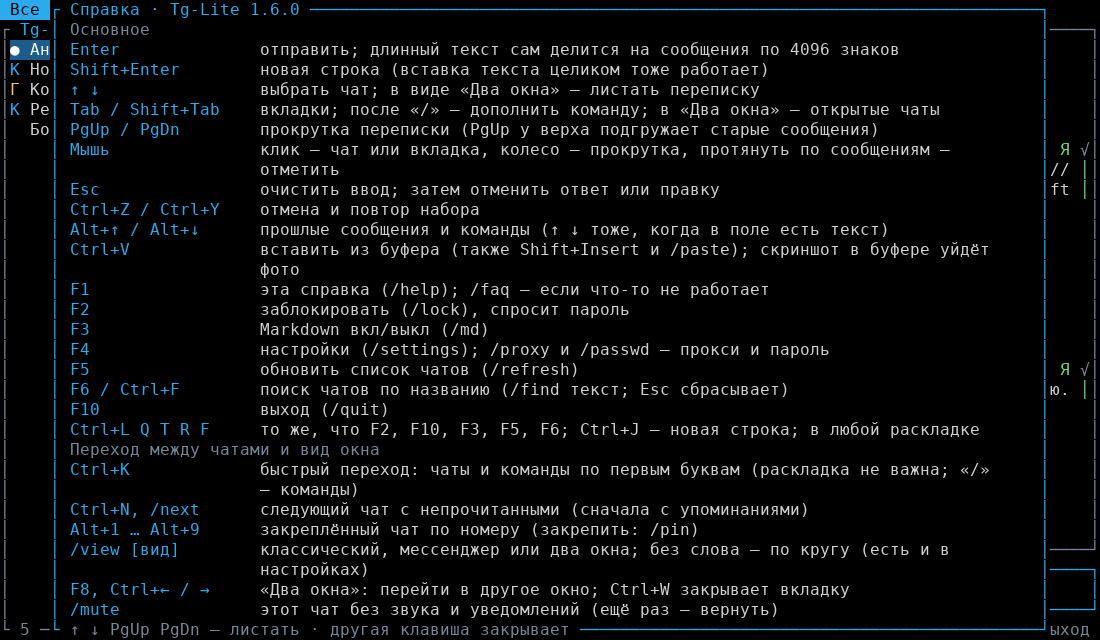 Все Справка · Tg-Lite 1.6.0
Tg- Основное
● Ан Enter отправить; длинный текст сам делится на сообщения по 4096 знаков
К Но Shift+Enter новая строка (вставка текста целиком тоже работает)
Г Ко ↑ ↓ выбрать чат; в виде «Два окна» — листать переписку
К Ре Tab / Shift+Tab вкладки; после «/» — дополнить команду; в «Два окна» — открытые чаты
Бо PgUp / PgDn прокрутка переписки (PgUp у верха подгружает старые сообщения)
Мышь клик — чат или вкладка, колесо — прокрутка, протянуть по сообщениям — Я √
отметить //
Esc очистить ввод; затем отменить ответ или правку ft
Ctrl+Z / Ctrl+Y отмена и повтор набора
Alt+↑ / Alt+↓ прошлые сообщения и команды (↑ ↓ тоже, когда в поле есть текст)
Ctrl+V вставить из буфера (также Shift+Insert и /paste); скриншот в буфере уйдёт
фото
F1 эта справка (/help); /faq — если что-то не работает
F2 заблокировать (/lock), спросит пароль
F3 Markdown вкл/выкл (/md)
F4 настройки (/settings); /proxy и /passwd — прокси и пароль
F5 обновить список чатов (/refresh) Я √
F6 / Ctrl+F поиск чатов по названию (/find текст; Esc сбрасывает) ю.
F10 выход (/quit)
Ctrl+L Q T R F то же, что F2, F10, F3, F5, F6; Ctrl+J — новая строка; в любой раскладке
Переход между чатами и вид окна
Ctrl+K быстрый переход: чаты и команды по первым буквам (раскладка не важна; «/»
— команды)
Ctrl+N, /next следующий чат с непрочитанными (сначала с упоминаниями)
Alt+1 … Alt+9 закреплённый чат по номеру (закрепить: /pin)
/view [вид] классический, мессенджер или два окна; без слова — по кругу (есть и в
настройках)
F8, Ctrl+← / → «Два окна»: перейти в другое окно; Ctrl+W закрывает вкладку
/mute этот чат без звука и уведомлений (ещё раз — вернуть)
5 ↑ ↓ PgUp PgDn — листать · другая клавиша закрывает ыход